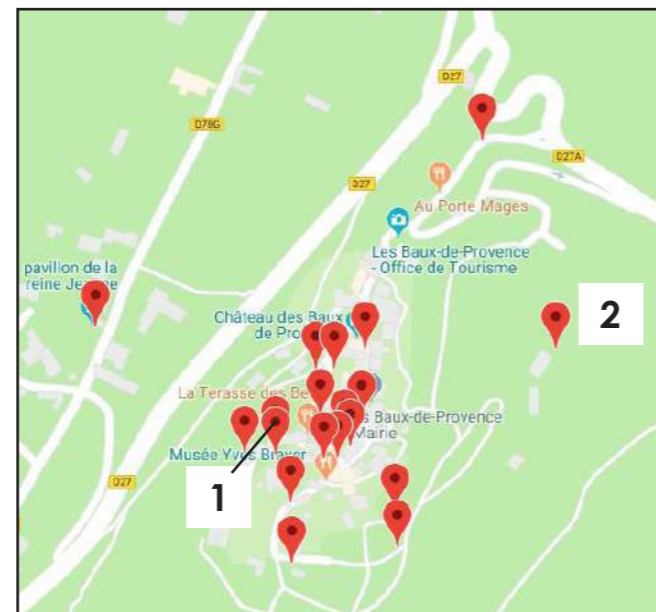 D27
D78G
D27A
D27
Au Porte Mages
Les Baux-de-Provence
- Office de Tourisme
pavillon de la
reine Je
Château des Baux
de Pro
2
La Terasse des Be
s Baux-de-Provence
Mairie
Musée Yves Brayer
D27
1